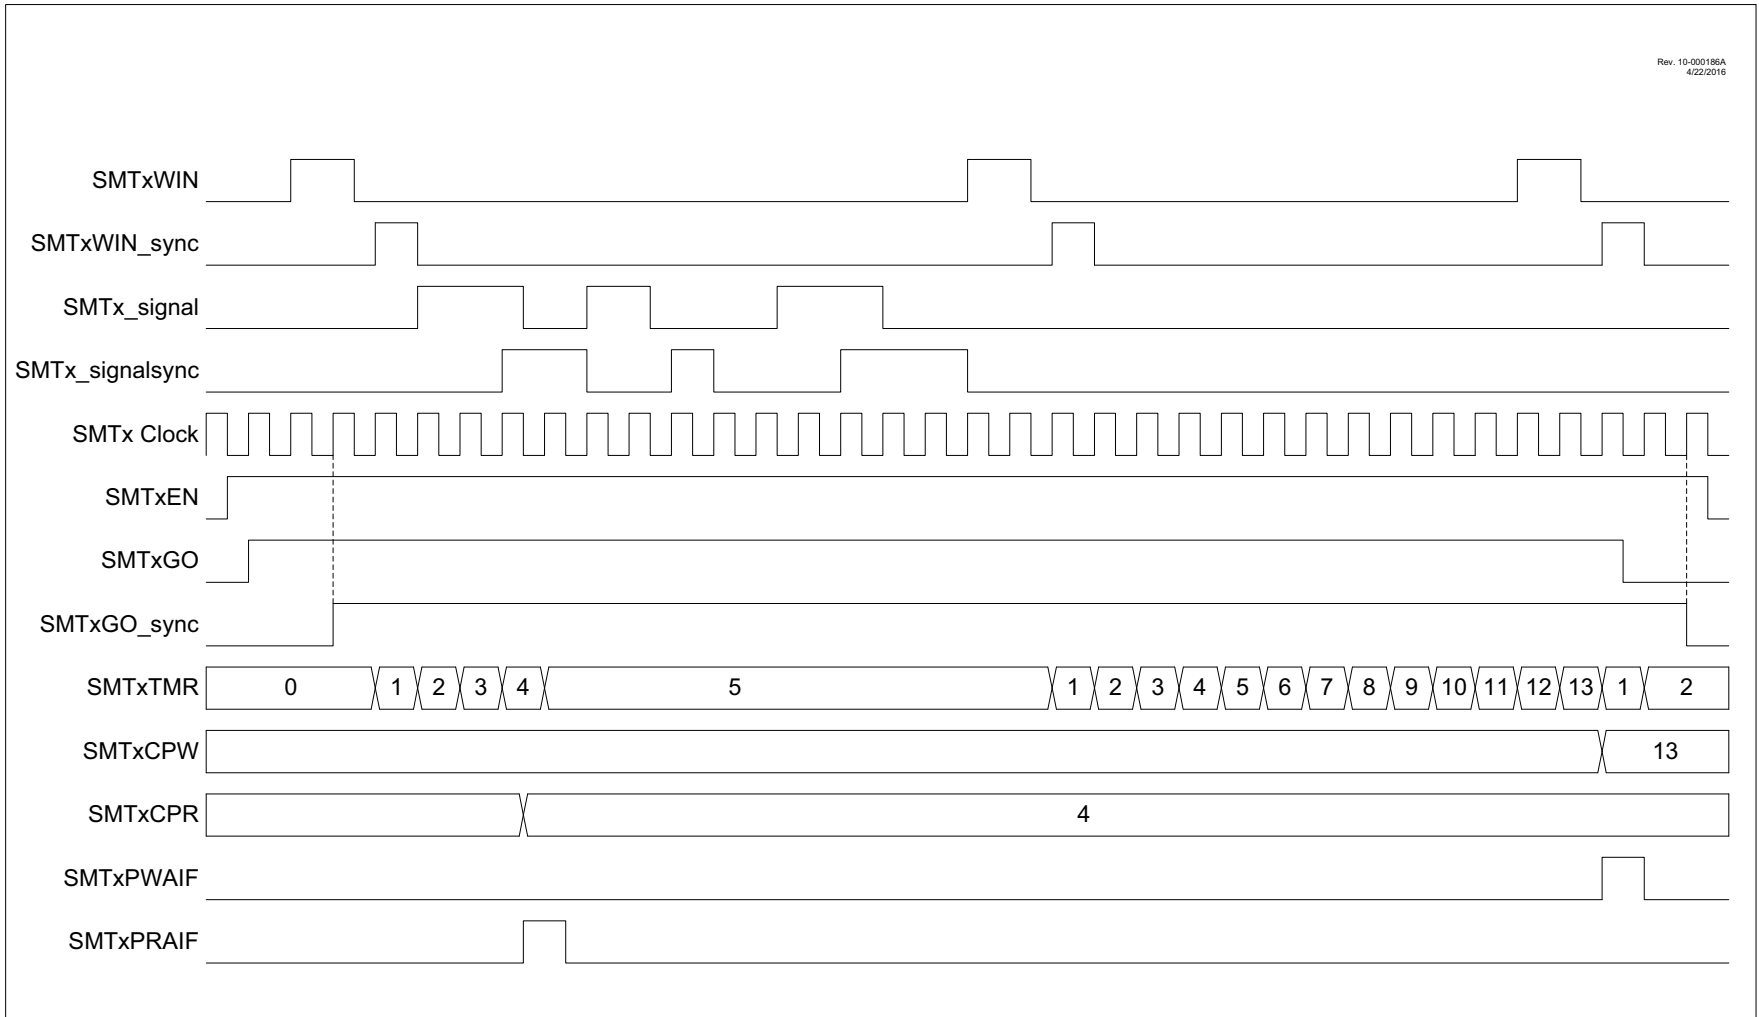 Rev. 10-000186A
4/22/2016
SMTxWIN
SMTxWIN_sync
SMTx_signal
SMTx_signalsync
SMTx Clock
SMTxEN
SMTxGO
SMTxGO_sync
SMTxTMR 0 1 2 3 4 5 1 2 3 4 5 6 7 8 9 10 11 12 13 1 2
SMTxCPW 13
SMTxCPR 4
SMTxPWAIF
SMTxPRAIF